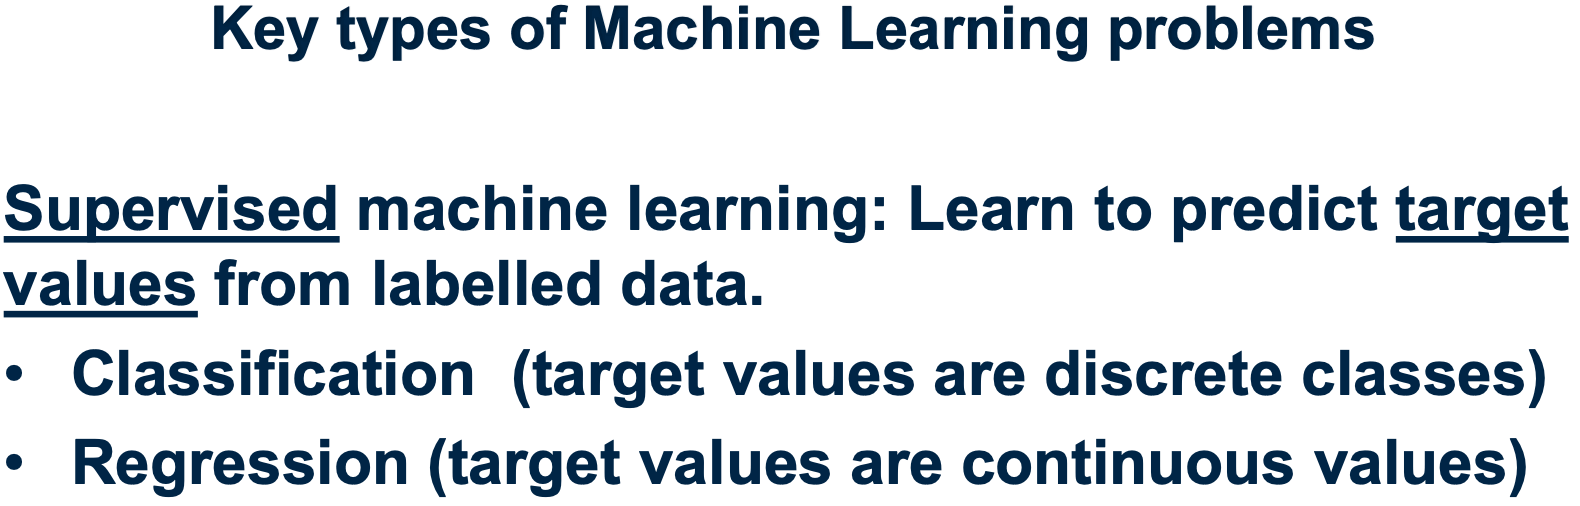 Key types of Machine Learning problems
Supervised machine learning: Learn to predict target
values from labelled data.
• Classification (target values are discrete classes)
• Regression (target values are continuous values)